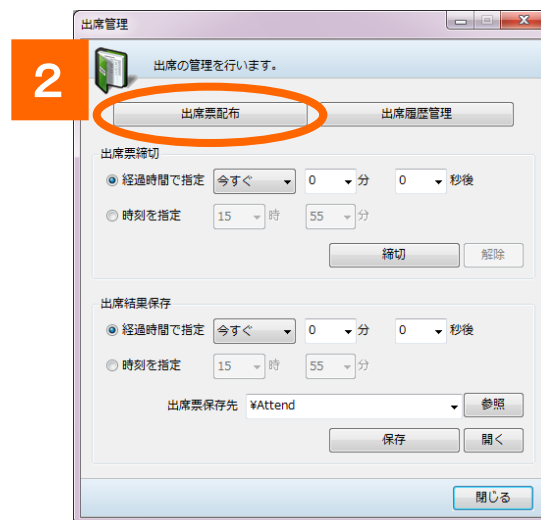 出席管理
2
出席の管理を行います。
出席票配布 出席履歴管理
出席票締切
経過時間で指定 今すぐ 0 分 0 秒後
時刻を指定 15 時 55 分
締切 解除
出席結果保存
経過時間で指定 今すぐ 0 分 0 秒後
時刻を指定 15 時 55 分
出席票保存先 ¥Attend 参照
保存 開く
閉じる